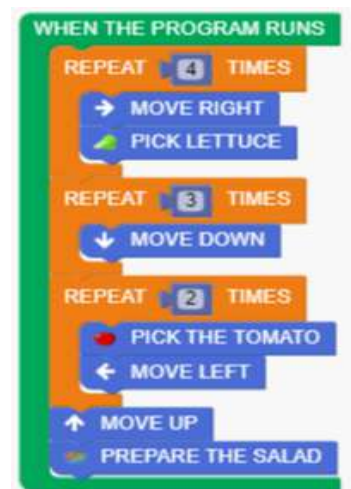 WHEN THE PROGRAM RUNS
REPEAT 4 TIMES
MOVE RIGHT
PICK LETTUCE
REPEAT 3 TIMES
MOVE DOWN
REPEAT 2 TIMES
PICK THE TOMATO
MOVE LEFT
MOVE UP
PREPARE THE SALAD